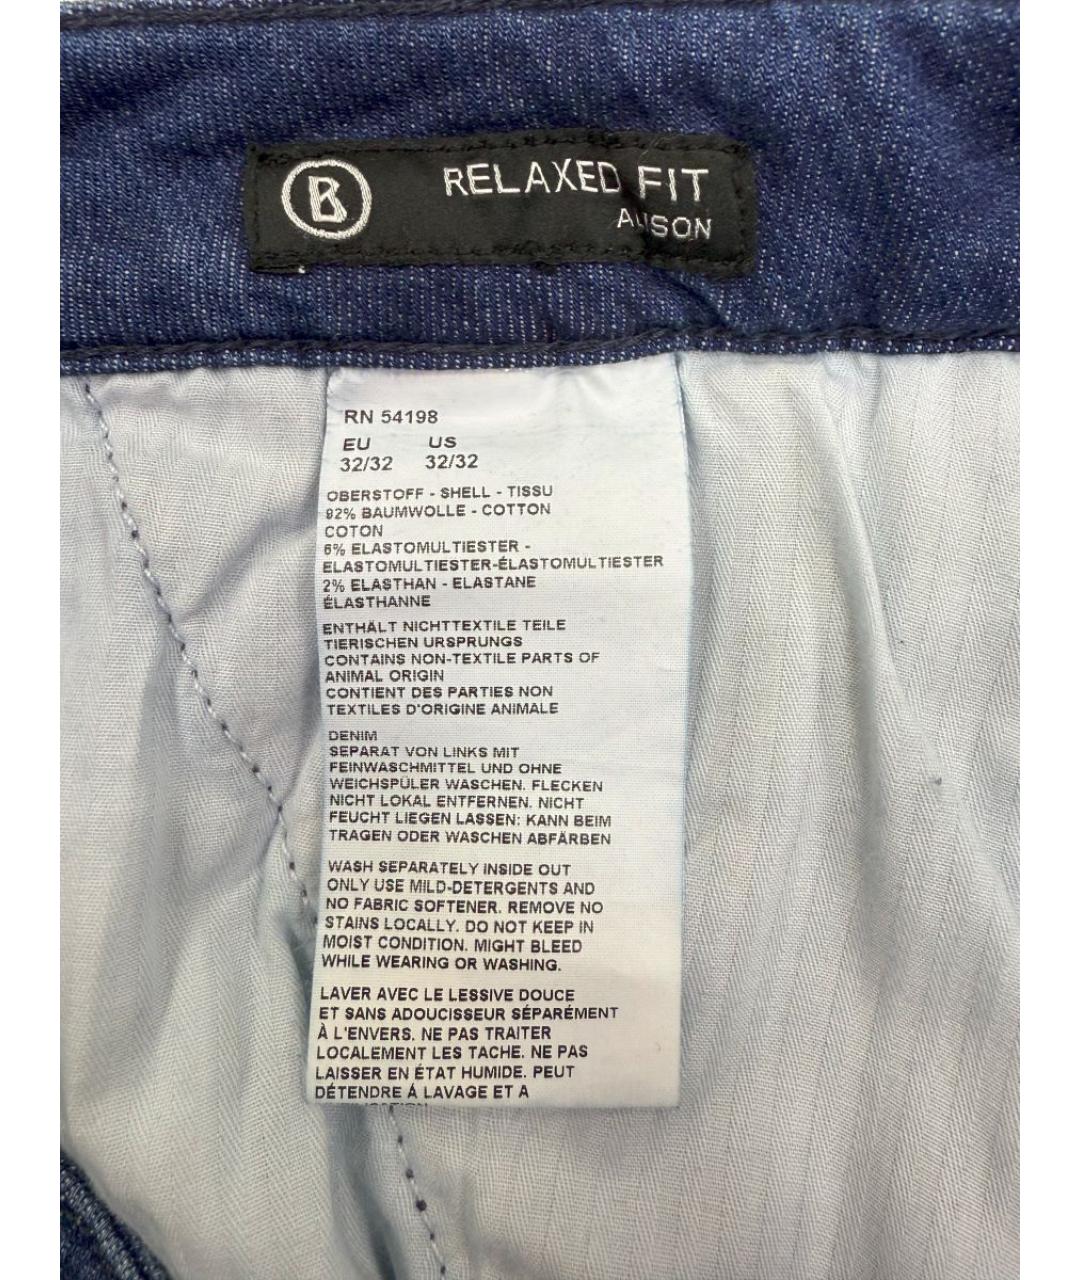 B
RELAXED FIT
ALISON
RN 54198
EU US
32/32 32/32
OBERSTOFF - SHELL - TISSU
92% BAUMWOLLE - COTTON
COTON
6% ELASTOMULTIESTER -
ELASTOMULTIESTER-ÉLASTOMULTIESTER
2% ELASTHAN - ELASTANE
ÉLASTHANNE
ENTHÄLT NICHTTEXTILE TEILE
TIERISCHEN URSPRUNGS
CONTAINS NON-TEXTILE PARTS OF
ANIMAL ORIGIN
CONTIENT DES PARTIES NON
TEXTILES D'ORIGINE ANIMALE
DENIM
SEPARAT VON LINKS MIT
FEINWASCHMITTEL UND OHNE
WEICHSPÜLER WASCHEN. FLECKEN
NICHT LOKAL ENTFERNEN. NICHT
FEUCHT LIEGEN LASSEN: KANN BEIM
TRAGEN ODER WASCHEN ABFÄRBEN
WASH SEPARATELY INSIDE OUT
ONLY USE MILD-DETERGENTS AND
NO FABRIC SOFTENER. REMOVE NO
STAINS LOCALLY. DO NOT KEEP IN
MOIST CONDITION. MIGHT BLEED
WHILE WEARING OR WASHING.
LAVER AVEC LE LESSIVE DOUCE
ET SANS ADOUCISSEUR SÉPARÉMENT
À L'ENVERS. NE PAS TRAITER
LOCALEMENT LES TACHE. NE PAS
LAISSER EN ÉTAT HUMIDE. PEUT
DÉTENDRE Á LAVAGE ET A